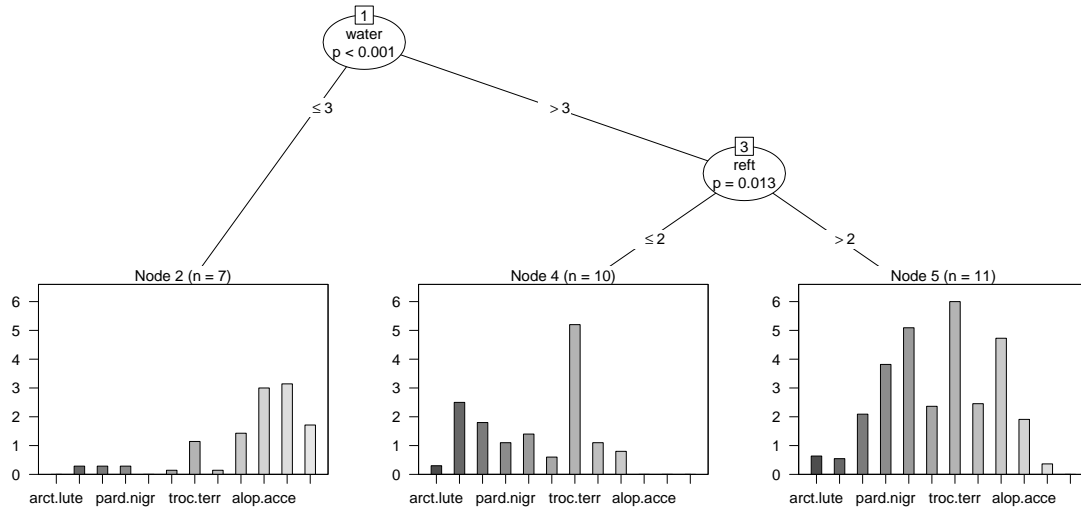 1
water
p < 0.001
≤ 3
> 3
3
reft
p = 0.013
≤ 2
> 2
Node 2 (n = 7)
6
5
4
3
2
1
0
arct.lute pard.nigr troc.terr alop.acce
Node 4 (n = 10)
6
5
4
3
2
1
0
arct.lute pard.nigr troc.terr alop.acce
Node 5 (n = 11)
6
5
4
3
2
1
0
arct.lute pard.nigr troc.terr alop.acce